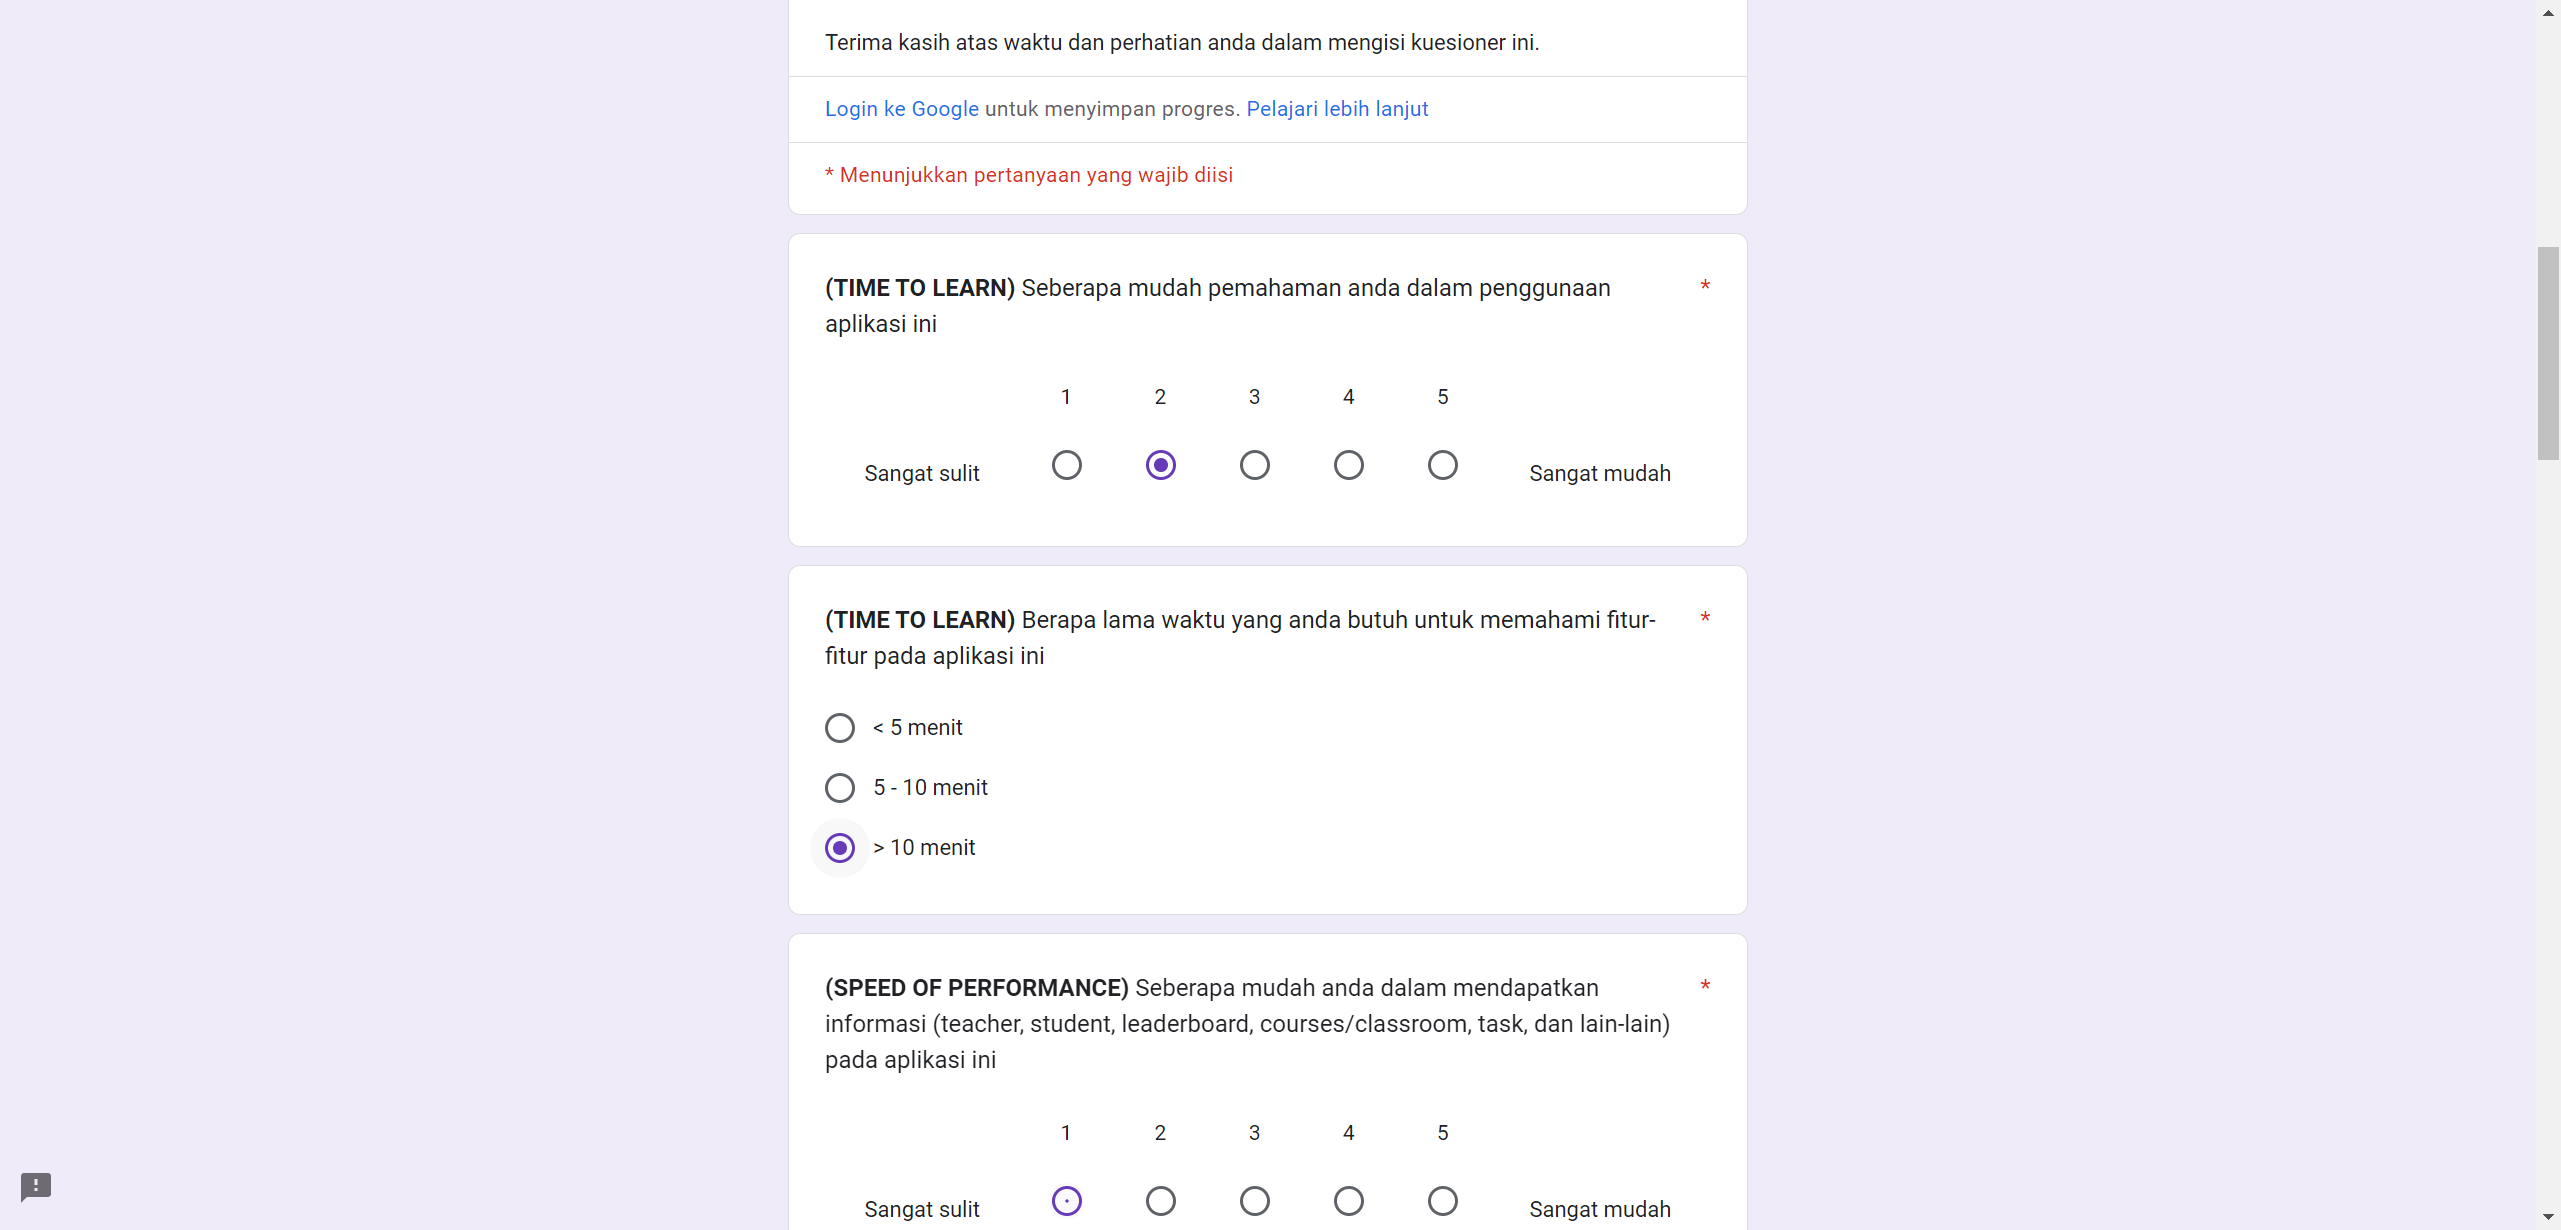 Terima kasih atas waktu dan perhatian anda dalam mengisi kuesioner ini.
Login ke Google untuk menyimpan progres. Pelajari lebih lanjut
* Menunjukkan pertanyaan yang wajib diisi
(TIME TO LEARN) Seberapa mudah pemahaman anda dalam penggunaan *
aplikasi ini
1 2 3 4 5
Sangat sulit Sangat mudah
(TIME TO LEARN) Berapa lama waktu yang anda butuh untuk memahami fitur- *
fitur pada aplikasi ini
< 5 menit
5 - 10 menit
> 10 menit
(SPEED OF PERFORMANCE) Seberapa mudah anda dalam mendapatkan *
informasi (teacher, student, leaderboard, courses/classroom, task, dan lain-lain)
pada aplikasi ini
1 2 3 4 5
Sangat sulit Sangat mudah